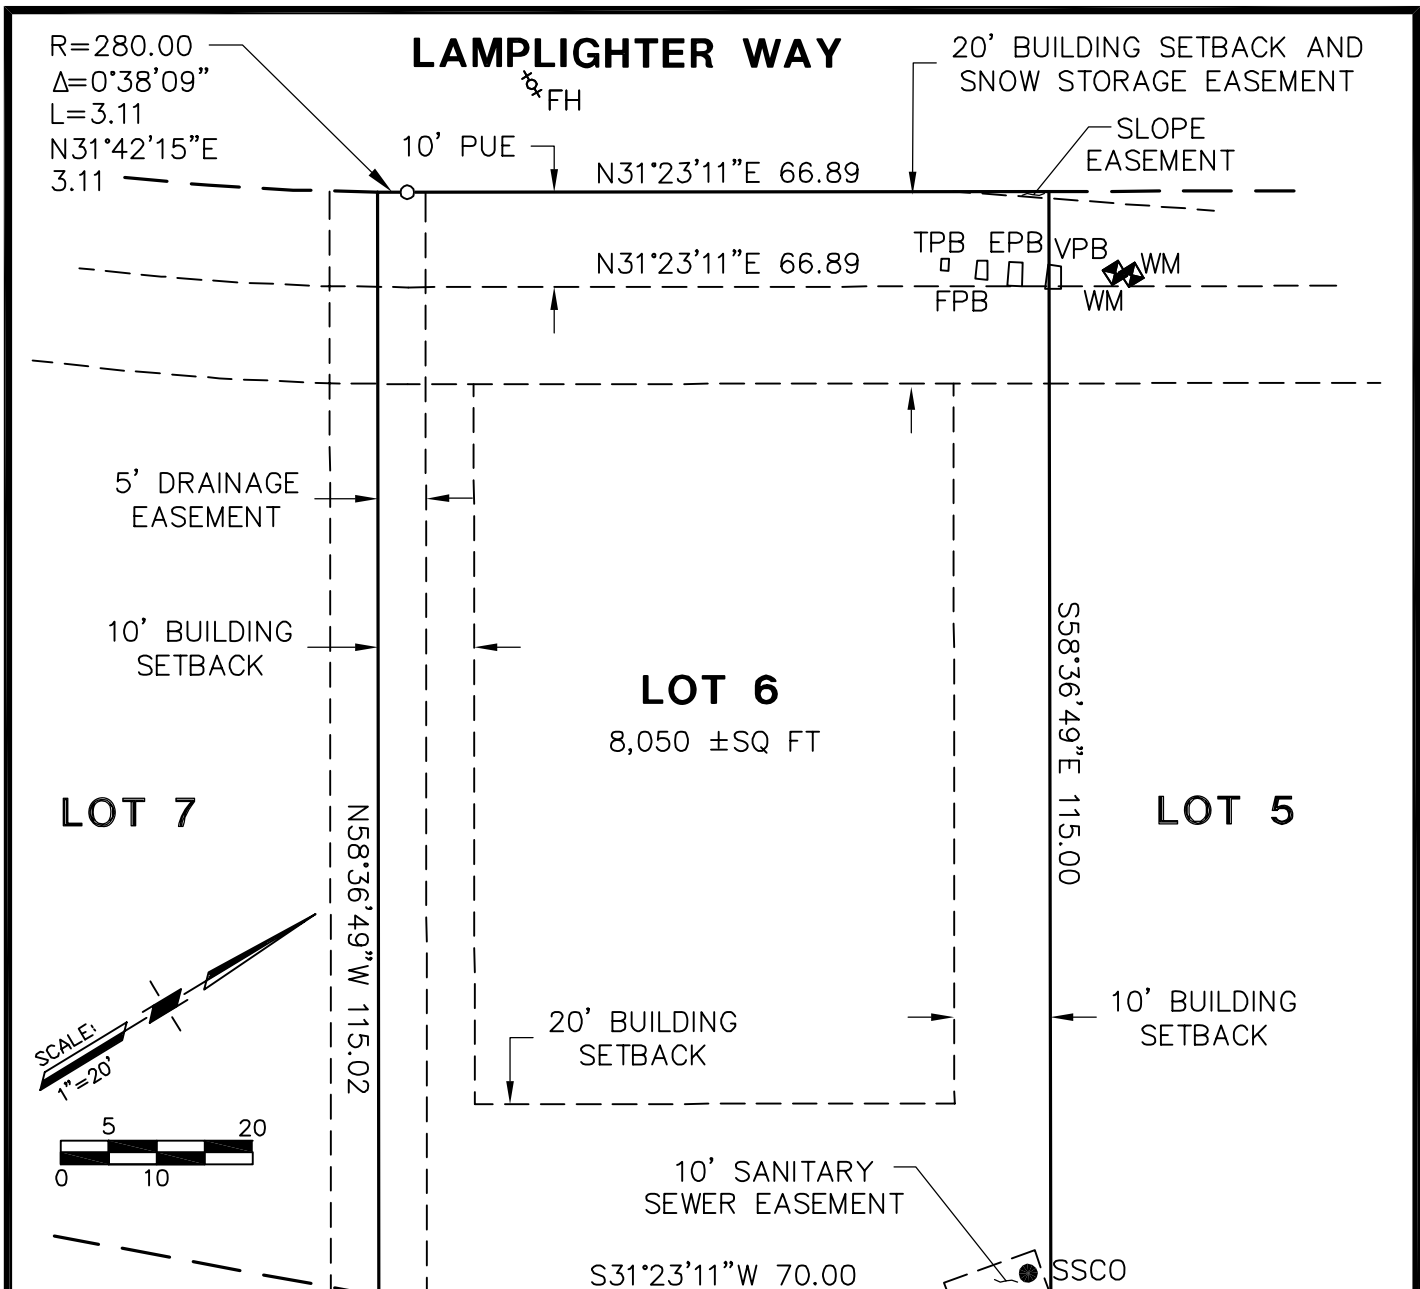 R=280.00
Δ=0°38'09"
L=3.11
N31°42'15"E
3.11
LAMPLIGHTER WAY
FH
20' BUILDING SETBACK AND
SNOW STORAGE EASEMENT
SLOPE
EASEMENT
10' PUE
N31°23'11"E 66.89
N31°23'11"E 66.89
TPB
EPB
VPB
WM
FPB
WM
5' DRAINAGE
EASEMENT
10' BUILDING
SETBACK
LOT 6
8,050 ±SQ FT
S58°36'49"E 115.00
LOT 7
LOT 5
N58°36'49"W 115.02
SCALE:
1"=20'
20' BUILDING
SETBACK
10' BUILDING
SETBACK
5
20
0
10
10' SANITARY
SEWER EASEMENT
S31°23'11"W 70.00
SSCO